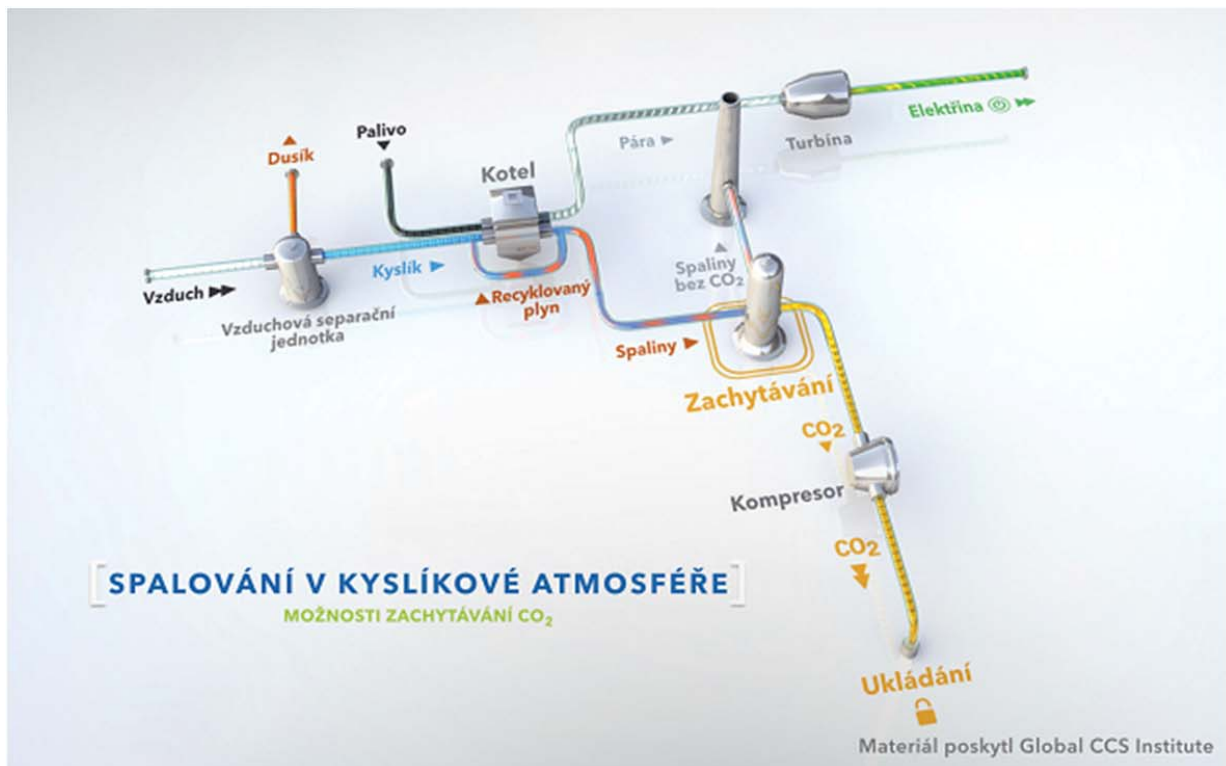 Palivo
Dusík
Kotel
Pára
Turbína
Elektřina
Vzduch
Kyslík
Vzduchová separační
jednotka
Recyklovaný
plyn
Spaliny
bez CO₂
Spaliny
Zachytávání
CO₂
Kompresor
CO₂
[SPALOVÁNÍ V KYSLÍKOVÉ ATMOSFÉŘE]
MOŽNOSTI ZACHYTÁVÁNÍ CO₂
Ukládání
Materiál poskytl Global CCS Institute